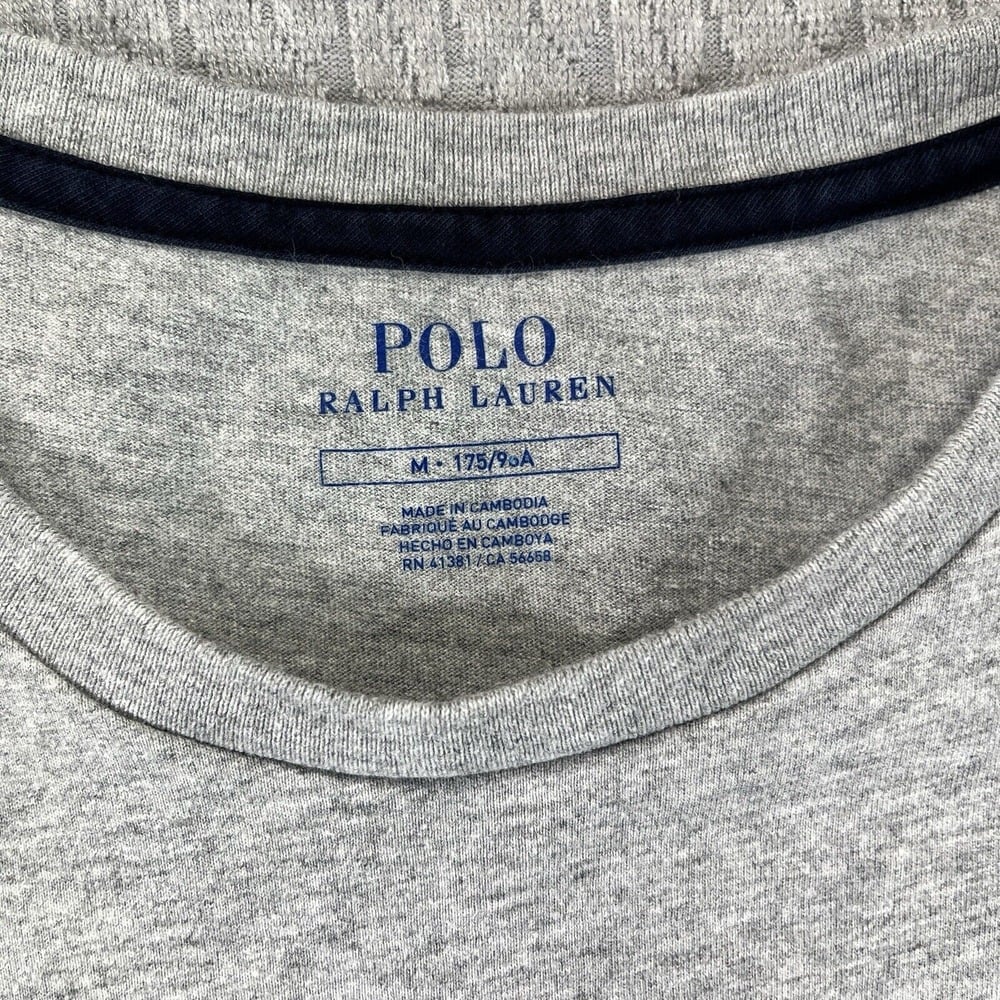 POLO
RALPH LAUREN
M • 175/96A
MADE IN CAMBODIA
FABRIQUÉ AU CAMBODGE
HECHO EN CAMBOYA
RN 41381 / CA 56658